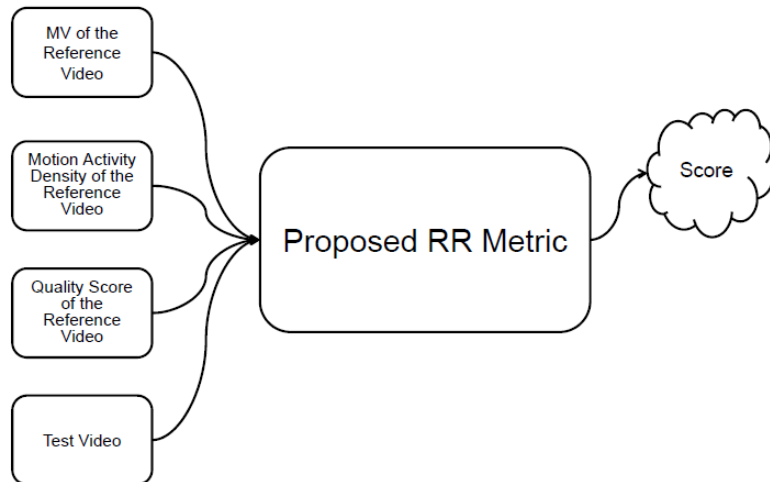 MV of the
Reference
Video
Motion Activity
Density of the
Reference
Video
Quality Score
of the
Reference
Video
Test Video
Proposed RR Metric
Score